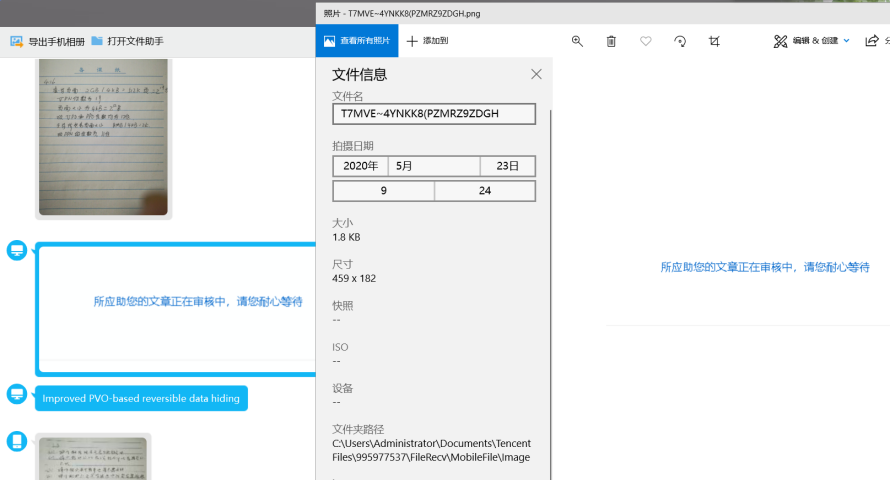 照片 - T7MVE~4YNKK8(PZMRZ9ZDGH.png
导出手机相册 打开文件助手
查看所有照片 添加到 编辑 & 创建
文件信息
文件名
T7MVE~4YNKK8(PZMRZ9ZDGH
拍摄日期
2020年 5月 23日
9 24
大小
1.8 KB
尺寸
459 x 182
快照
--
ISO
--
设备
--
文件夹路径
C:\Users\Administrator\Documents\Tencent
Files\995977537\FileRecv\MobileFile\Image
所应助您的文章正在审核中，请您耐心等待
Improved PVO-based reversible data hiding
所应助您的文章正在审核中，请您耐心等待